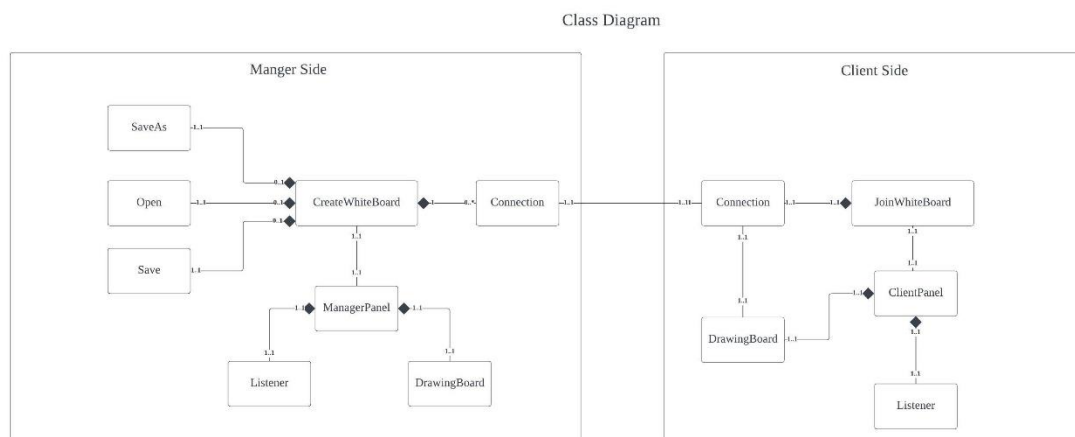 Class Diagram
Manger Side
Client Side
SaveAs
1..1
0..1
Open
1..1
0..1
CreateWhiteBoard
1
0..*
Connection
1..1
Connection
1..1
1..1
JoinWhiteBoard
0..1
Save
1..1
1..1
1..1
1..1
1..1
1..1
1..1
ManagerPanel
1..1
1..1
ClientPanel
1..1
1..1
DrawingBoard
1..1
1..1
1..1
1..1
Listener
DrawingBoard
1..1
Listener